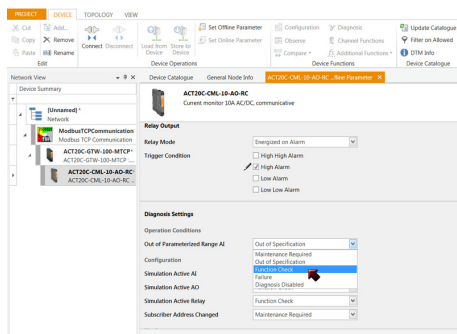 PROJECT DEVICE TOPOLOGY VIEW
Cut Add... Set Offline Parameter Configuration Diagnose Update Catalogue
Copy Remove Connect Disconnect Load from Device Store to Device Set Online Parameter Observe Channel Functions Filter on Allowed
Paste Rename Compare Additional Functions DTM Info
Edit Device Operations Device Functions Device Catalogue
Network View Device Catalogue General Node Info ACT20C-CML-10-AO-RC ...fline Parameter
Device Summary
ACT20C-CML-10-AO-RC
Current monitor 10A AC/DC, communicative
[Unnamed] *
Network
ModbusTCPCommunication
Modbus TCP Communication
ACT20C-GTW-100-MTCP*
ACT20C-GTW-100-MTCP ...
ACT20C-CML-10-AO-RC*
ACT20C-CML-10-AO-RC ...
Relay Output
Relay Mode Energized on Alarm
Trigger Condition High High Alarm
High Alarm
Low Alarm
Low Low Alarm
Diagnosis Settings
Operation Conditions
Out of Parameterized Range AI Out of Specification
Maintenance Required
Configuration Out of Specification
Function Check
Simulation Active AI Failure
Diagnosis Disabled
Simulation Active AO
Simulation Active Relay Function Check
Subscriber Address Changed Maintenance Required